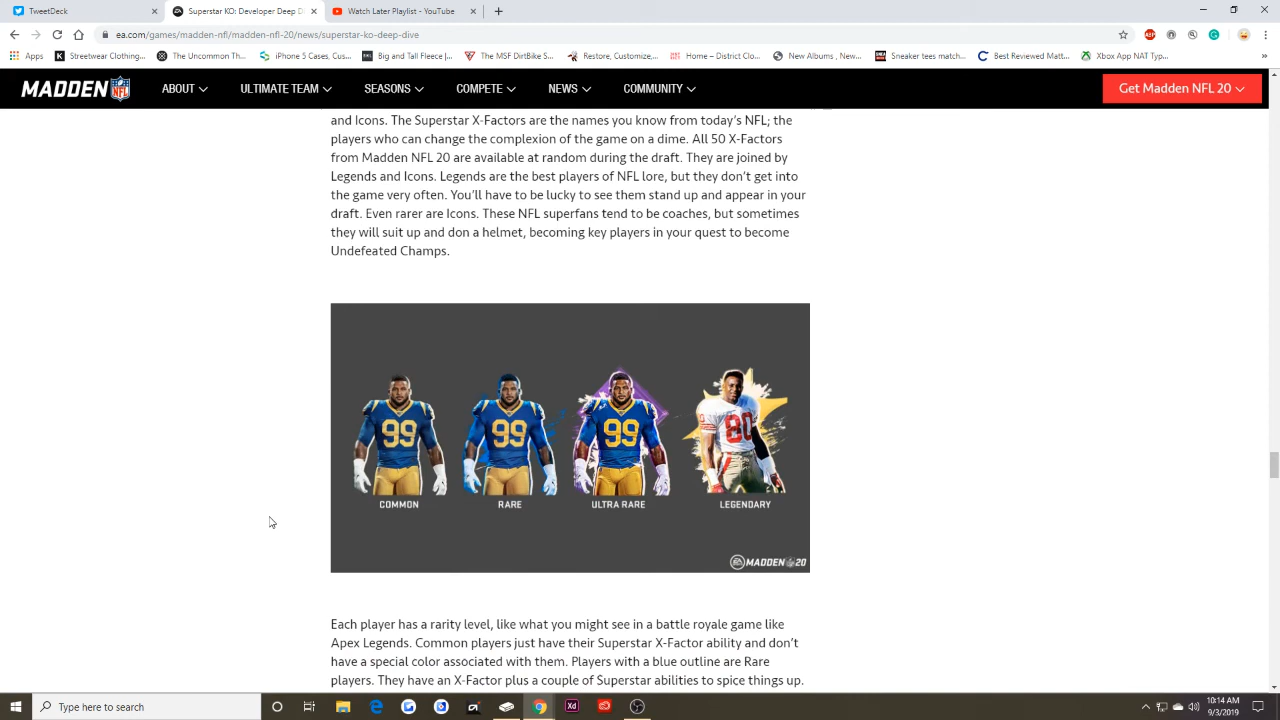 TweetDeck
Superstar KO: Developer Deep D
Watch Later Playlist - YouTube
ea.com/games/madden-nfl/madden-nfl-20/news/superstar-ko-deep-dive
Apps
Streetwear Clothing...
The Uncommon Th...
iPhone 5 Cases, Cus...
Big and Tall Fleece |...
The MSF DirtBike S...
Restore, Customize,...
Home – District Clo...
New Albums , New...
Sneaker tees match...
Best Reviewed Matt...
Xbox App NAT Typ...
MADDEN NFL
ABOUT
ULTIMATE TEAM
SEASONS
COMPETE
NEWS
COMMUNITY
Get Madden NFL 20
and Icons. The Superstar X-Factors are the names you know from today's NFL; the
players who can change the complexion of the game on a dime. All 50 X-Factors
from Madden NFL 20 are available at random during the draft. They are joined by
Legends and Icons. Legends are the best players of NFL lore, but they don't get into
the game very often. You'll have to be lucky to see them stand up and appear in your
draft. Even rarer are Icons. These NFL superfans tend to be coaches, but sometimes
they will suit up and don a helmet, becoming key players in your quest to become
Undefeated Champs.
99
99
99
80
COMMON
RARE
ULTRA RARE
LEGENDARY
EA MADDEN 20
Each player has a rarity level, like what you might see in a battle royale game like
Apex Legends. Common players just have their Superstar X-Factor ability and don't
have a special color associated with them. Players with a blue outline are Rare
players. They have an X-Factor plus a couple of Superstar abilities to spice things up.
Type here to search
10:14 AM
9/3/2019